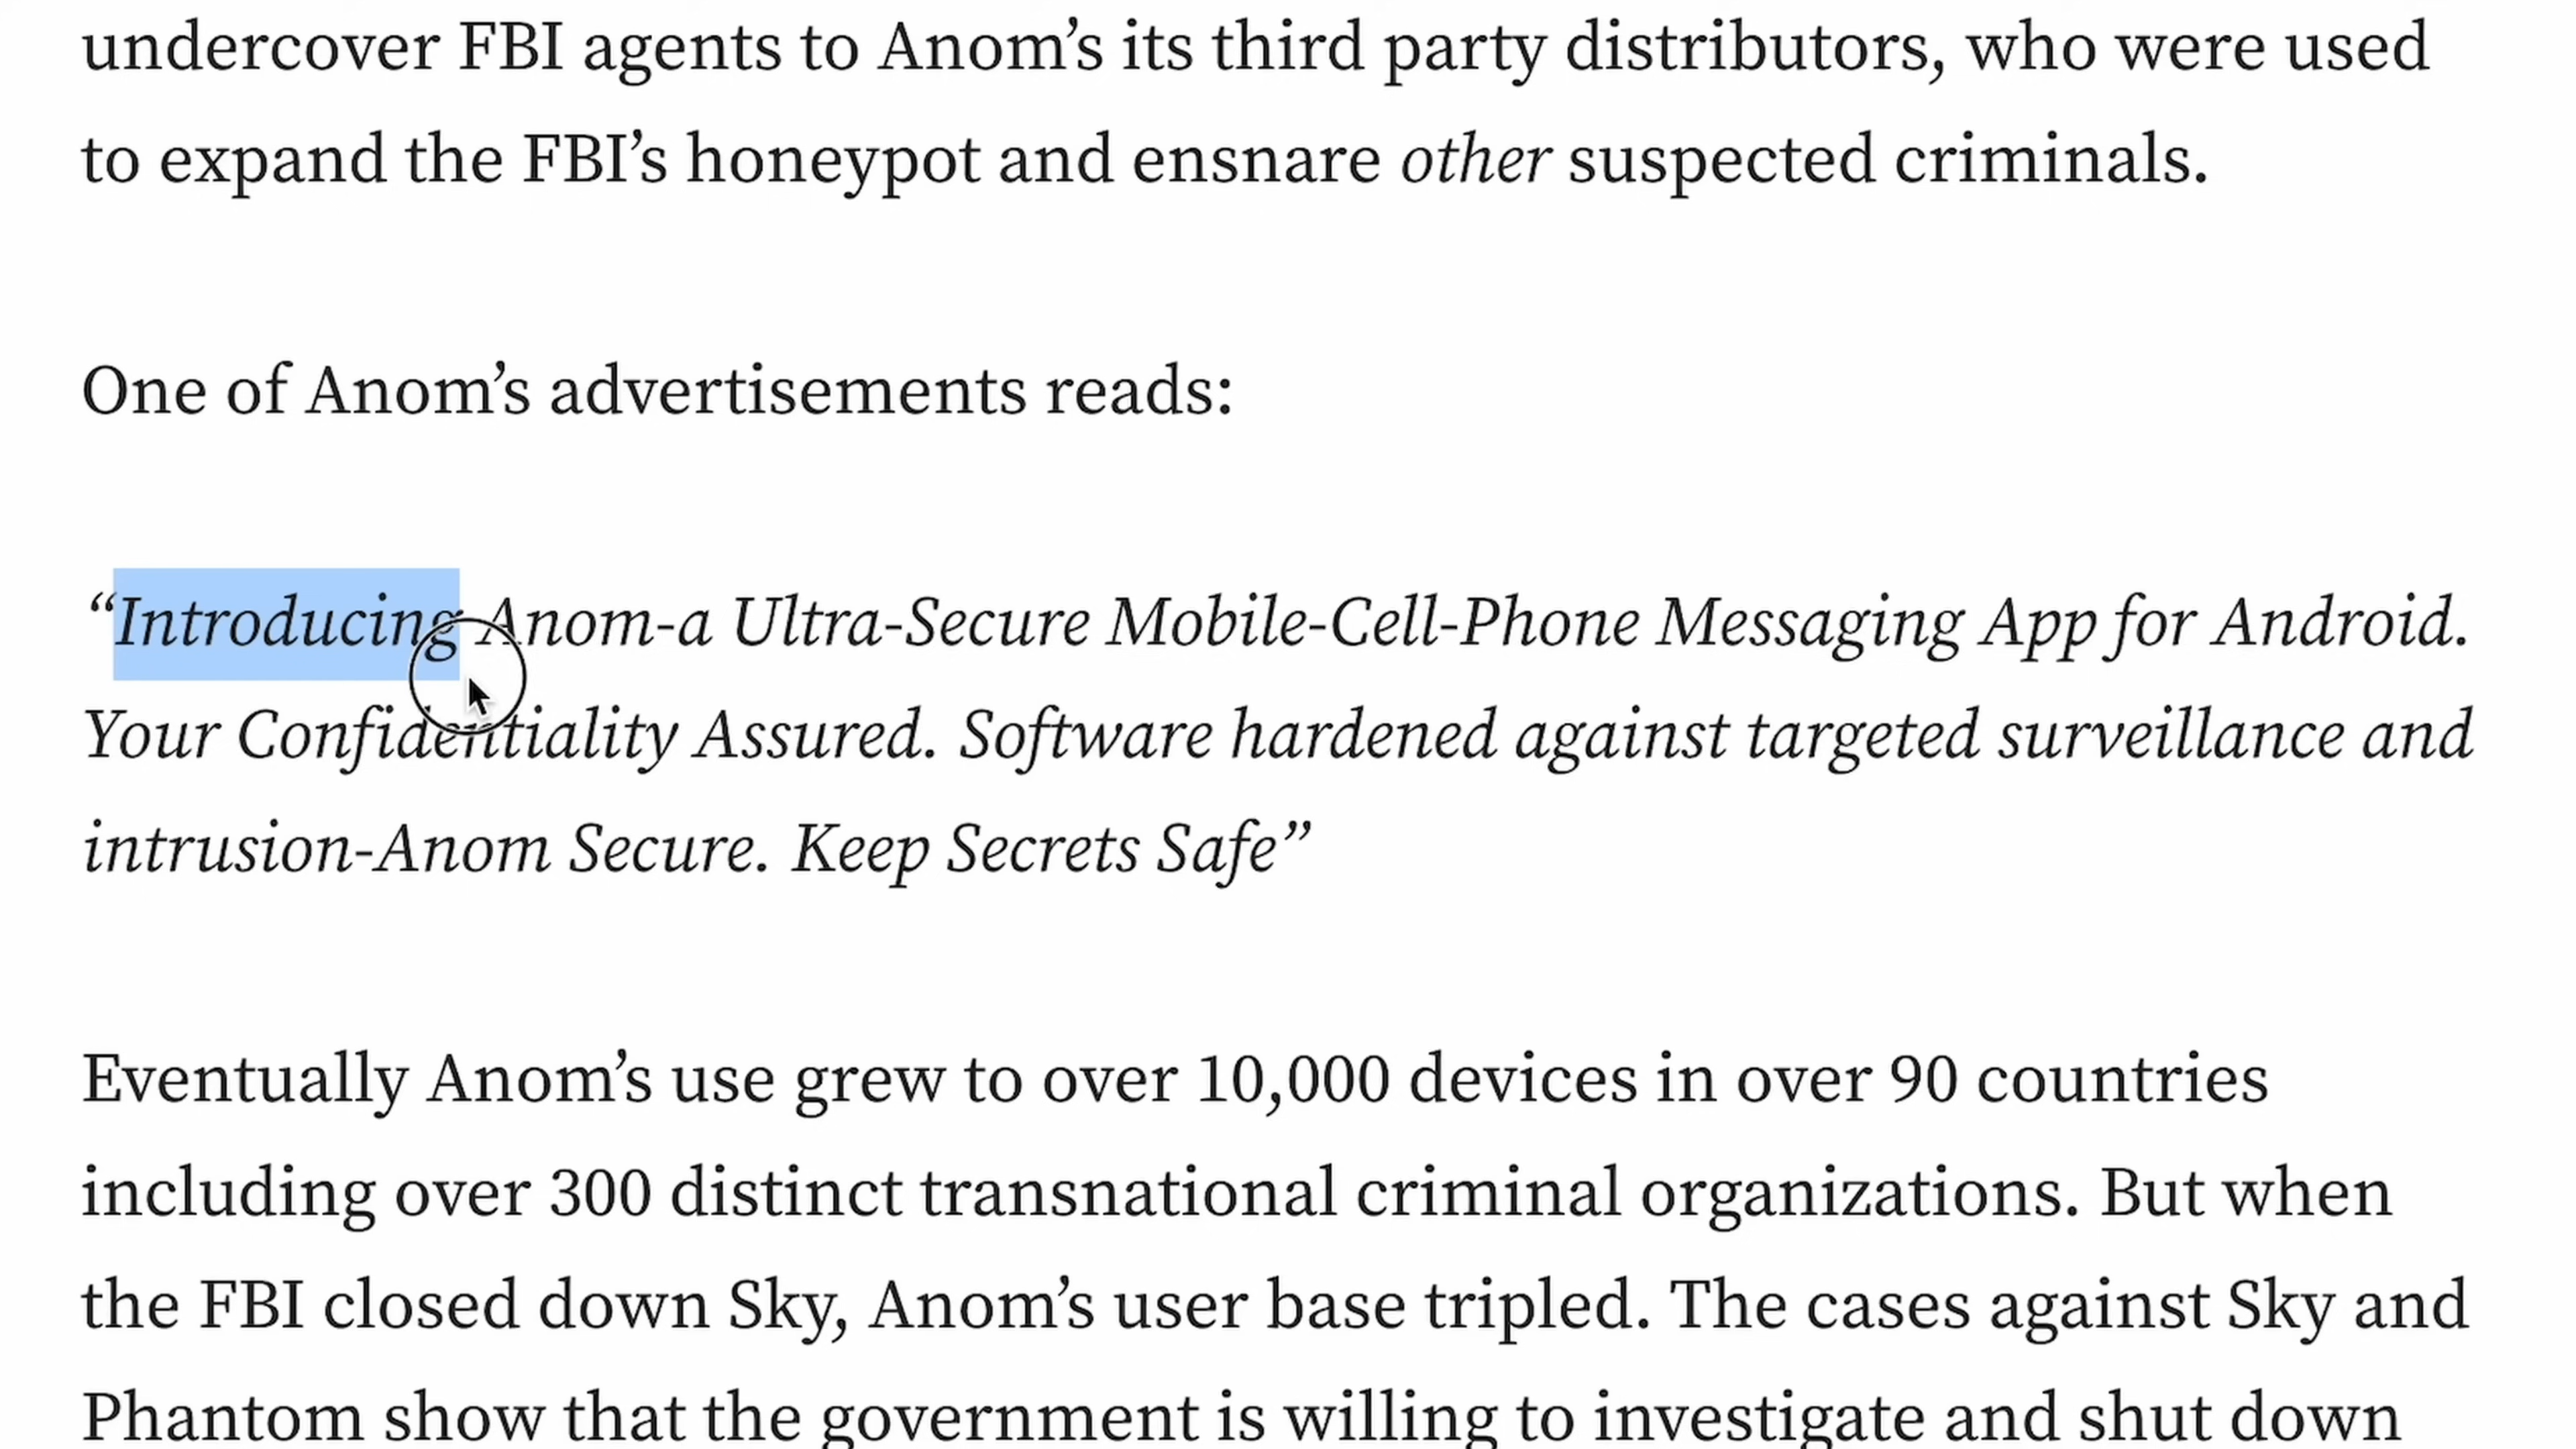 undercover FBI agents to Anom’s its third party distributors, who were used
to expand the FBI’s honeypot and ensnare other suspected criminals.
One of Anom’s advertisements reads:
“Introducing Anom-a Ultra-Secure Mobile-Cell-Phone Messaging App for Android.
Your Confidentiality Assured. Software hardened against targeted surveillance and
intrusion-Anom Secure. Keep Secrets Safe”
Eventually Anom’s use grew to over 10,000 devices in over 90 countries
including over 300 distinct transnational criminal organizations. But when
the FBI closed down Sky, Anom’s user base tripled. The cases against Sky and
Phantom show that the government is willing to investigate and shut down